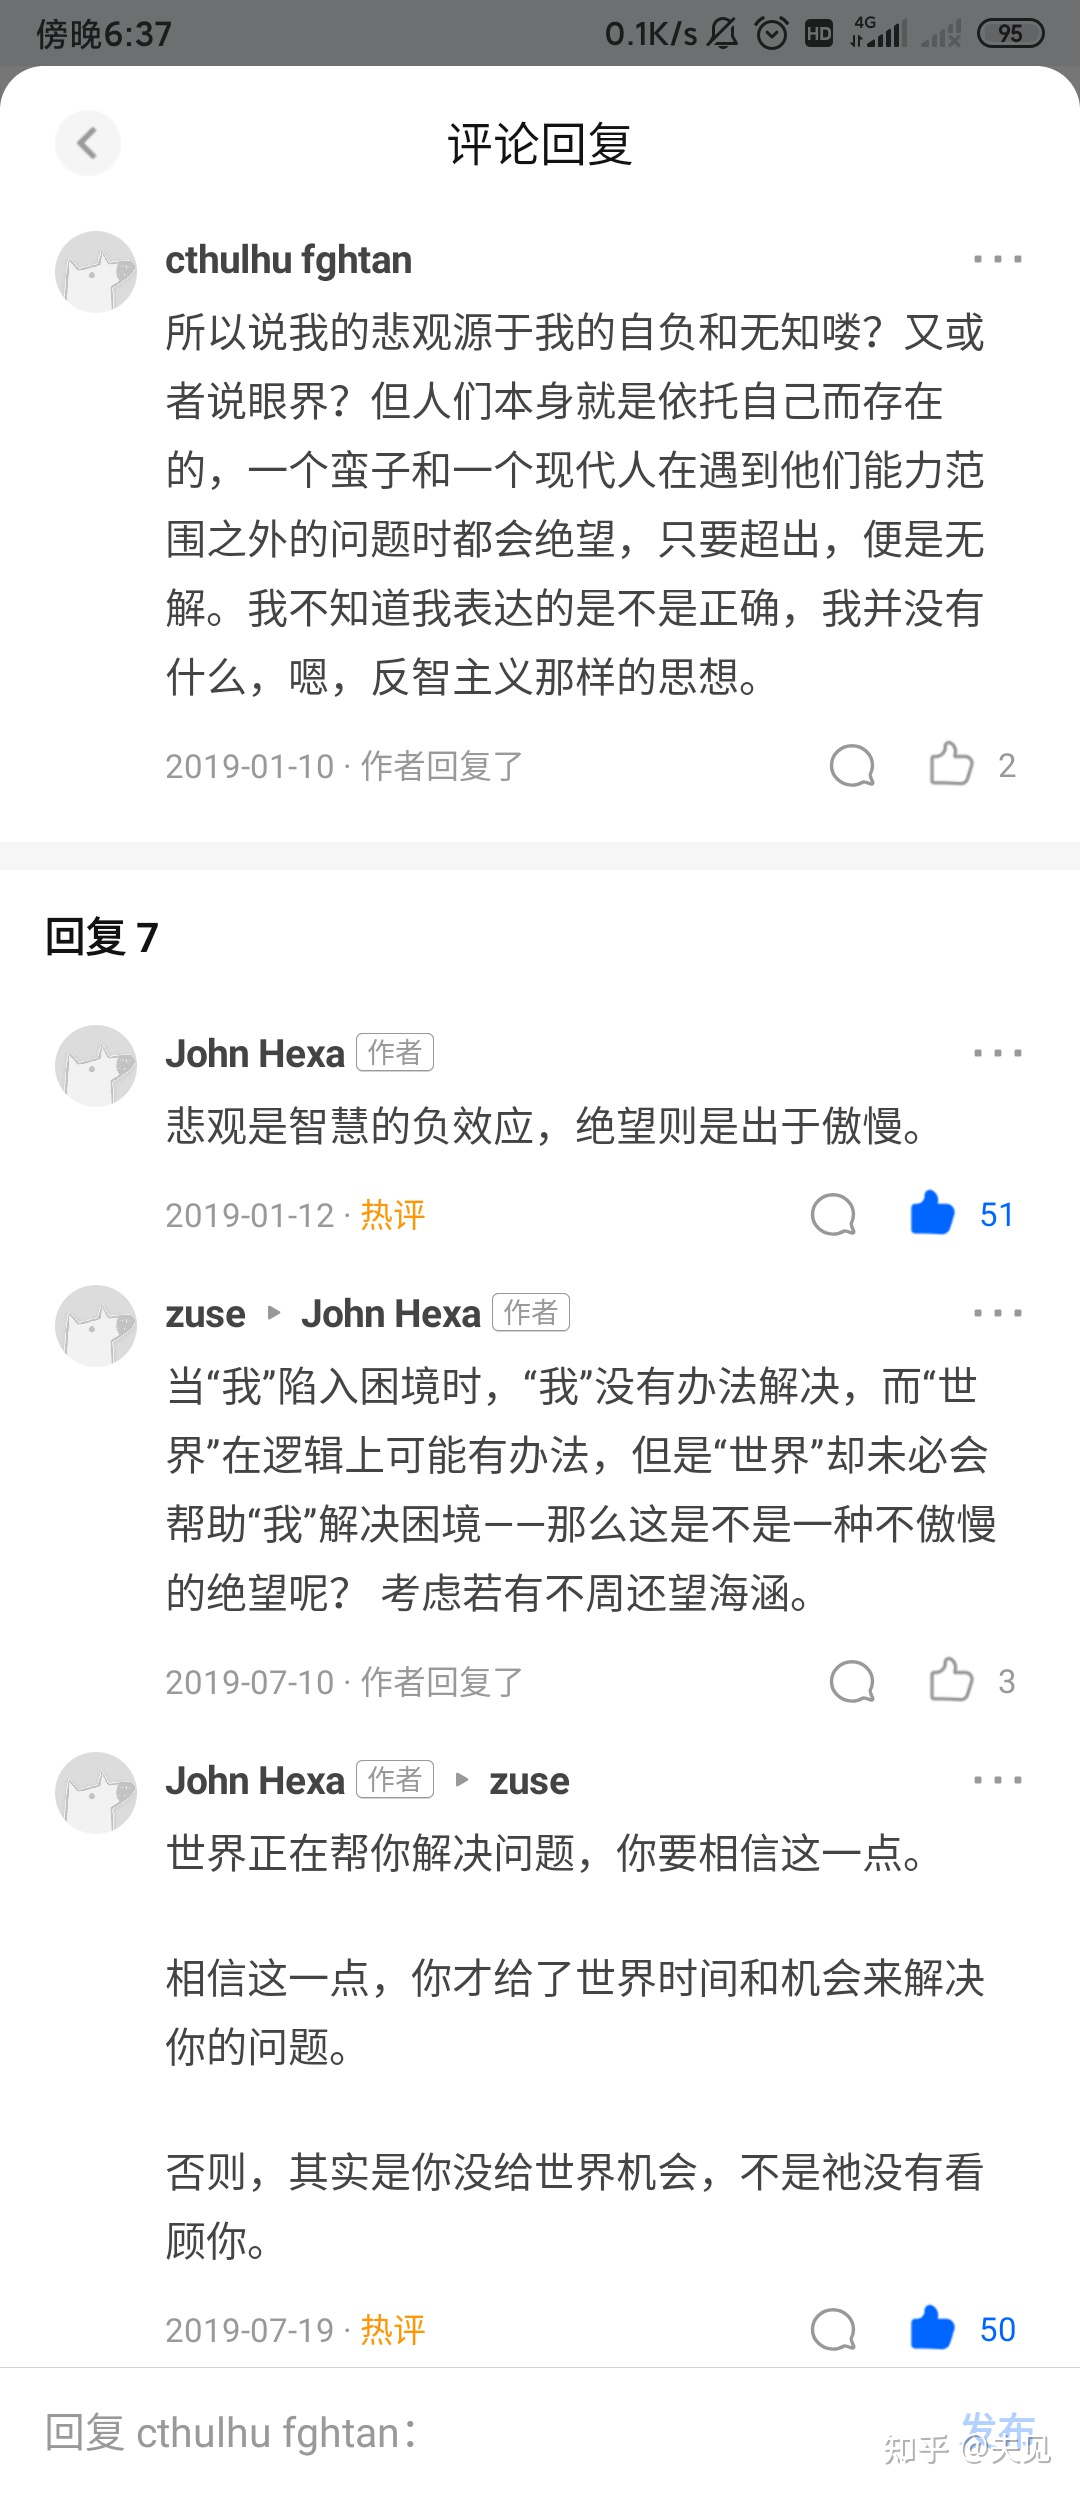 傍晚6:37
0.1K/s HD 4G 95
评论回复
cthulhu fghtan
所以说我的悲观源于我的自负和无知喽？又或
者说眼界？但人们本身就是依托自己而存在
的，一个蛮子和一个现代人在遇到他们能力范
围之外的问题时都会绝望，只要超出，便是无
解。我不知道我表达的是不是正确，我并没有
什么，嗯，反智主义那样的思想。
2019-01-10 · 作者回复了
2
回复 7
John Hexa 作者
悲观是智慧的负效应，绝望则是出于傲慢。
2019-01-12 · 热评
51
zuse ▸ John Hexa 作者
当“我”陷入困境时，“我”没有办法解决，而“世
界”在逻辑上可能有办法，但是“世界”却未必会
帮助“我”解决困境——那么这是不是一种不傲慢
的绝望呢？ 考虑若有不周还望海涵。
2019-07-10 · 作者回复了
3
John Hexa 作者 ▸ zuse
世界正在帮你解决问题，你要相信这一点。
相信这一点，你才给了世界时间和机会来解决
你的问题。
否则，其实是你没给世界机会，不是祂没有看
顾你。
2019-07-19 · 热评
50
回复 cthulhu fghtan：
发布
知乎 @天见